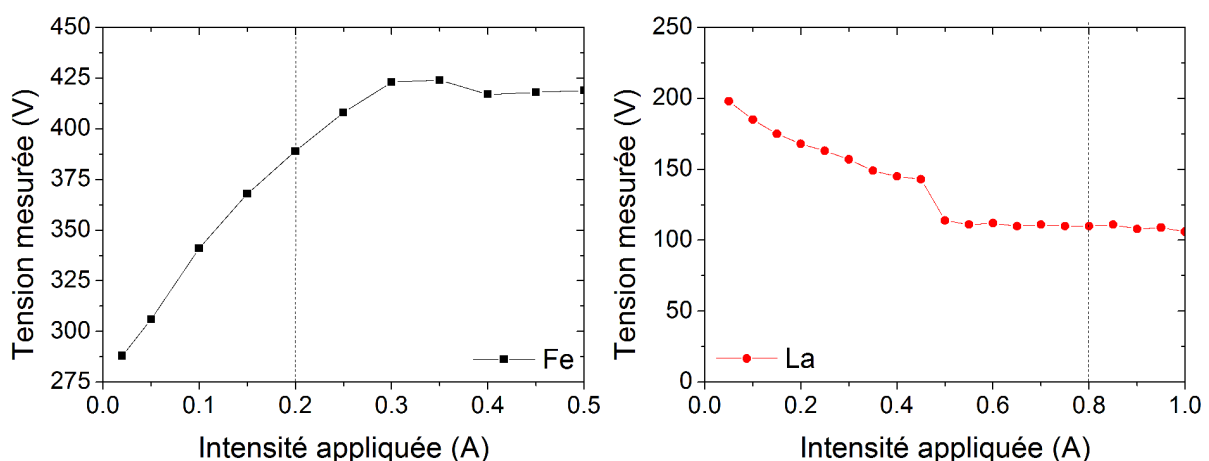 450
425
400
375
350
325
300
275
Tension mesurée (V)
0.0 0.1 0.2 0.3 0.4 0.5
Intensité appliquée (A)
Fe
250
200
150
100
50
0
Tension mesurée (V)
0.0 0.2 0.4 0.6 0.8 1.0
Intensité appliquée (A)
La